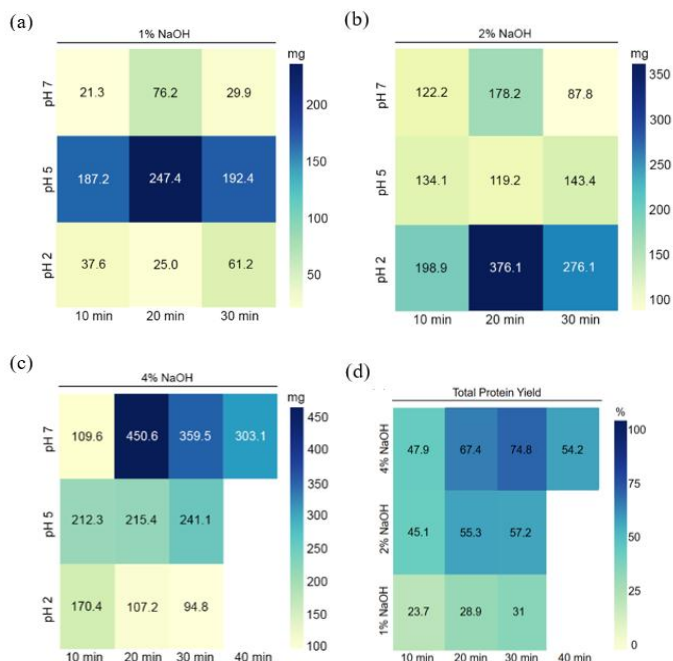 (a)
1% NaOH
mg
pH 7
21.3 76.2 29.9
200
pH 5
187.2 247.4 192.4
150
100
pH 2
37.6 25.0 61.2
50
10 min 20 min 30 min
(b)
2% NaOH
mg
350
pH 7
122.2 178.2 87.8
300
pH 5
134.1 119.2 143.4
250
200
pH 2
198.9 376.1 276.1
150
100
10 min 20 min 30 min
(c)
4% NaOH
mg
450
pH 7
109.6 450.6 359.5 303.1
400
350
pH 5
212.3 215.4 241.1
300
250
200
pH 2
170.4 107.2 94.8
150
100
10 min 20 min 30 min 40 min
(d)
Total Protein Yield
%
100
4% NaOH
47.9 67.4 74.8 54.2
75
2% NaOH
45.1 55.3 57.2
50
25
1% NaOH
23.7 28.9 31
0
10 min 20 min 30 min 40 min